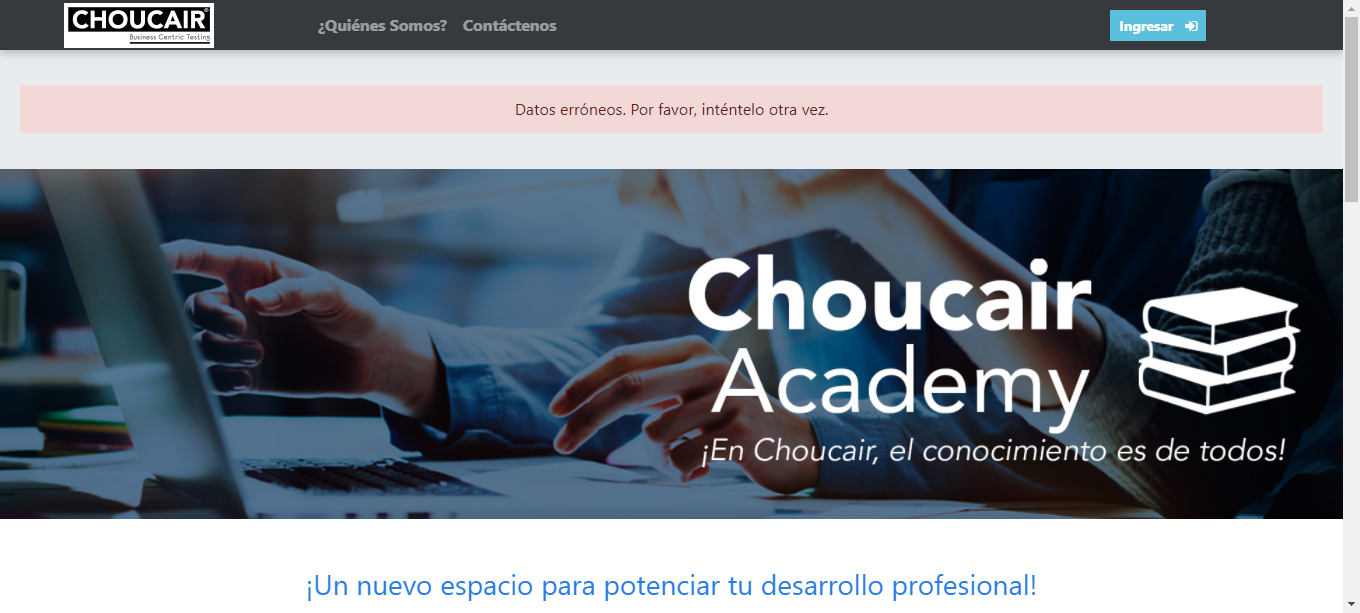 CHOUCAIR®
Business Centric Testing
¿Quiénes Somos? Contáctenos
Ingresar
Datos erróneos. Por favor, inténtelo otra vez.
Choucair
Academy
¡En Choucair, el conocimiento es de todos!
¡Un nuevo espacio para potenciar tu desarrollo profesional!